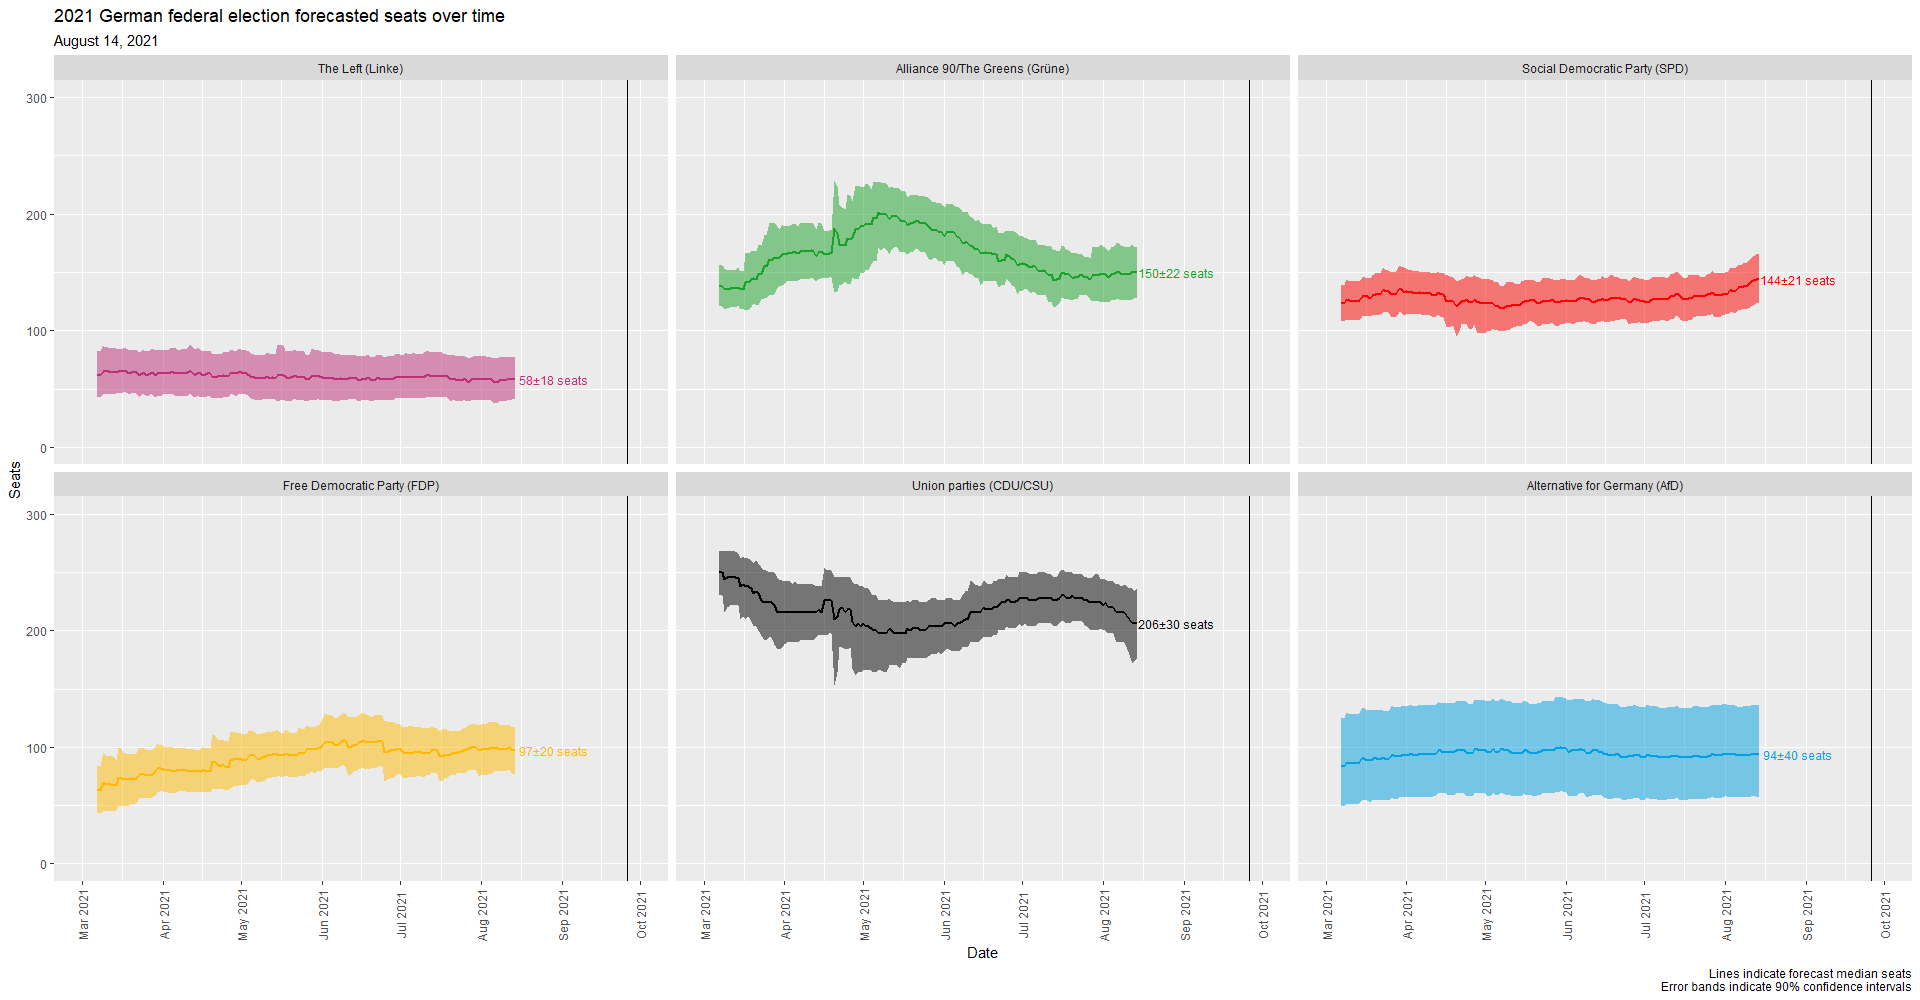 2021 German federal election forecasted seats over time
August 14, 2021
The Left (Linke)
Alliance 90/The Greens (Grüne)
Social Democratic Party (SPD)
300
200
100
0
58±18 seats
150±22 seats
144±21 seats
Seats
Free Democratic Party (FDP)
Union parties (CDU/CSU)
Alternative for Germany (AfD)
300
200
100
0
97±20 seats
206±30 seats
94±40 seats
Mar 2021
Apr 2021
May 2021
Jun 2021
Jul 2021
Aug 2021
Sep 2021
Oct 2021
Mar 2021
Apr 2021
May 2021
Jun 2021
Jul 2021
Aug 2021
Sep 2021
Oct 2021
Mar 2021
Apr 2021
May 2021
Jun 2021
Jul 2021
Aug 2021
Sep 2021
Oct 2021
Date
Lines indicate forecast median seats
Error bands indicate 90% confidence intervals